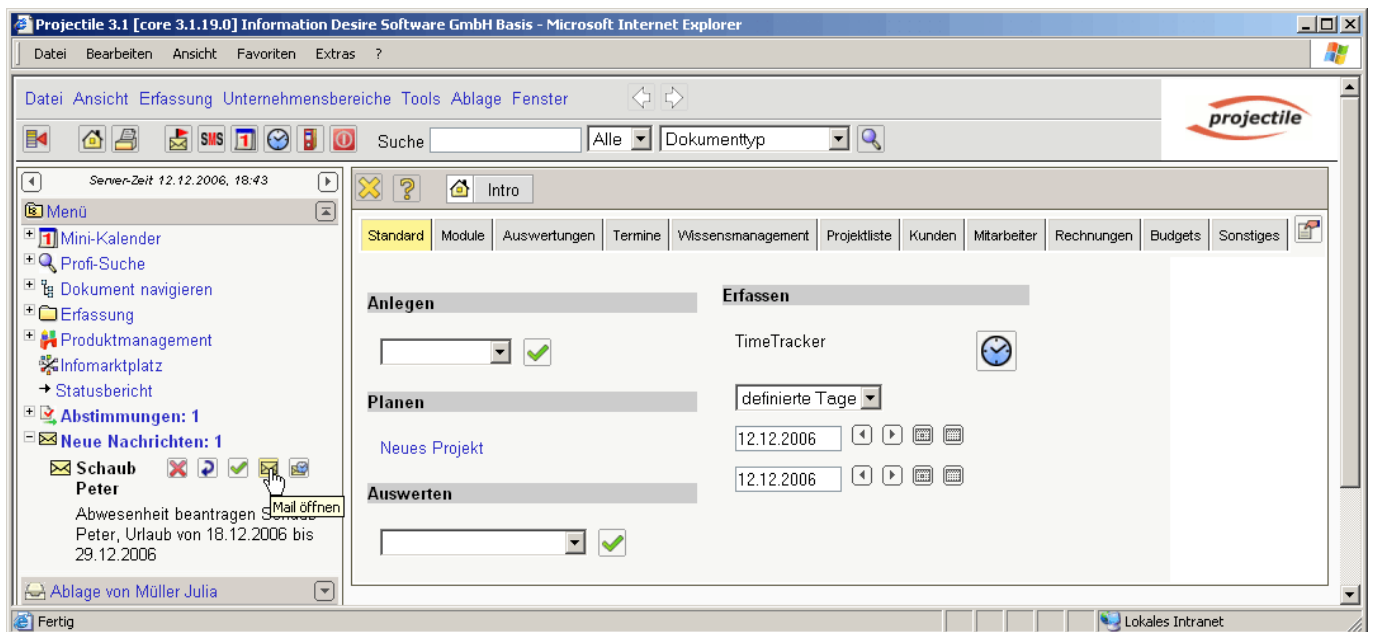 Projectile 3.1 [core 3.1.19.0] Information Desire Software GmbH Basis - Microsoft Internet Explorer
Datei Bearbeiten Ansicht Favoriten Extras ?
Datei Ansicht Erfassung Unternehmensbereiche Tools Ablage Fenster
projectile
SMS 1 Suche Alle Dokumenttyp
Server-Zeit 12.12.2006, 18:43
Menü
1 Mini-Kalender
Profi-Suche
Dokument navigieren
Erfassung
Produktmanagement
Infomarktplatz
Statusbericht
Abstimmungen: 1
Neue Nachrichten: 1
Schaub
Peter
Mail öffnen
Abwesenheit beantragen Schaub
Peter, Urlaub von 18.12.2006 bis
29.12.2006
Ablage von Müller Julia
Intro
Standard Module Auswertungen Termine Wissensmanagement Projektliste Kunden Mitarbeiter Rechnungen Budgets Sonstiges
Anlegen
Planen
Neues Projekt
Auswerten
Erfassen
TimeTracker
definierte Tage
12.12.2006
12.12.2006
Fertig
Lokales Intranet